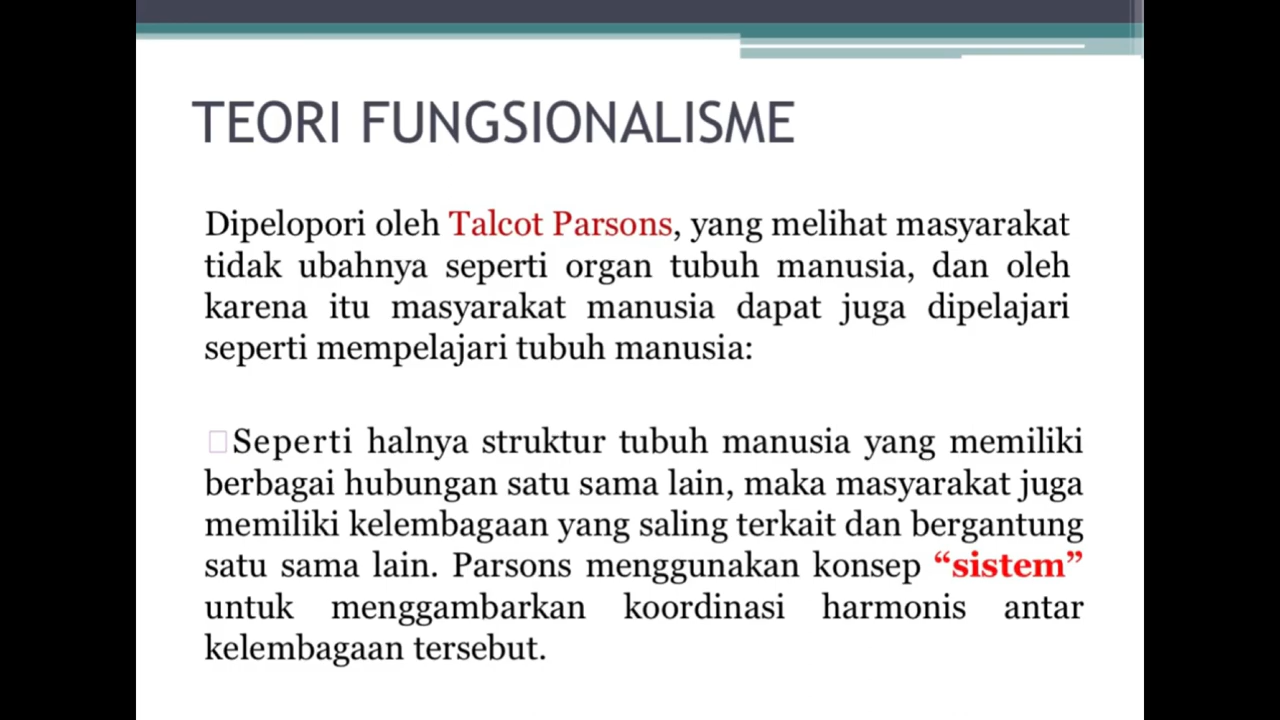 TEORI FUNGSIONALISME
Dipelopori oleh Talcot Parsons, yang melihat masyarakat
tidak ubahnya seperti organ tubuh manusia, dan oleh
karena itu masyarakat manusia dapat juga dipelajari
seperti mempelajari tubuh manusia:
Seperti halnya struktur tubuh manusia yang memiliki
berbagai hubungan satu sama lain, maka masyarakat juga
memiliki kelembagaan yang saling terkait dan bergantung
satu sama lain. Parsons menggunakan konsep “sistem”
untuk menggambarkan koordinasi harmonis antar
kelembagaan tersebut.